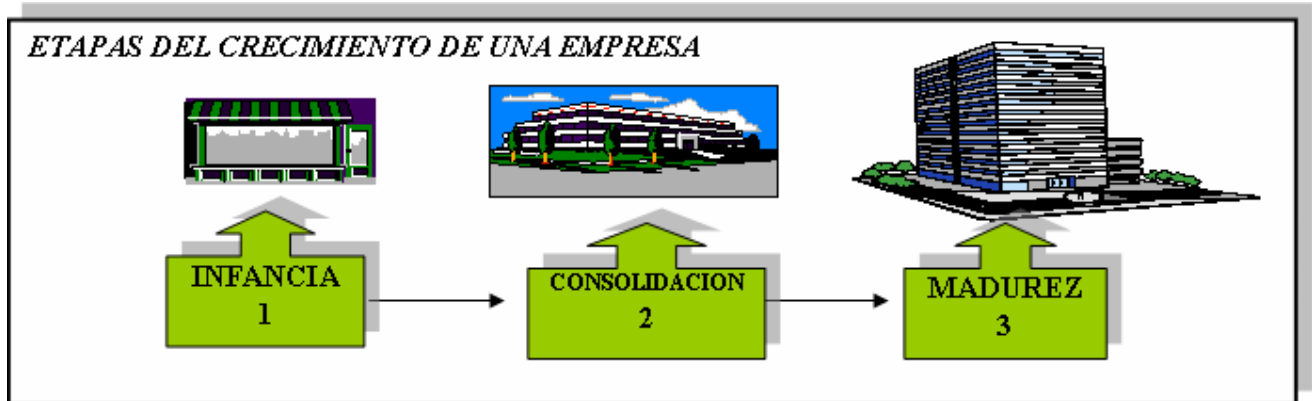 ETAPAS DEL CRECIMIENTO DE UNA EMPRESA
INFANCIA
1
CONSOLIDACION
2
MADUREZ
3